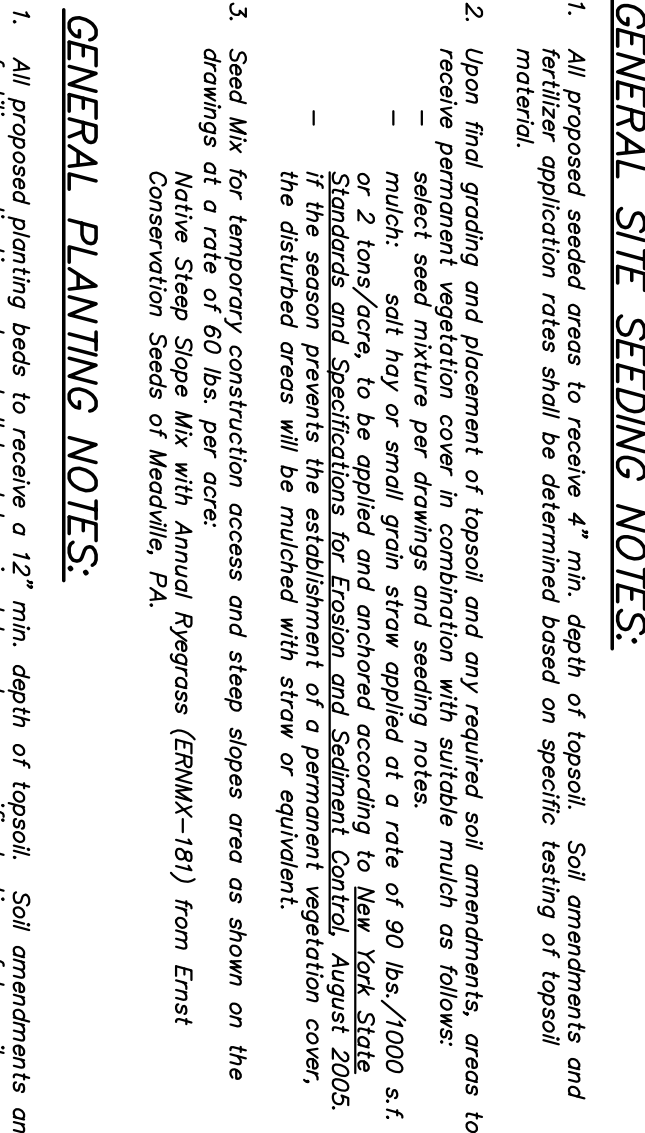 GENERAL SITE SEEDING NOTES:
1. All proposed seeded areas to receive 4” min. depth of topsoil. Soil amendments and
fertilizer application rates shall be determined based on specific testing of topsoil
material.
2. Upon final grading and placement of topsoil and any required soil amendments, areas to
receive permanent vegetation cover in combination with suitable mulch as follows:
– select seed mixture per drawings and seeding notes.
– mulch: salt hay or small grain straw applied at a rate of 90 lbs./1000 s.f.
or 2 tons/acre, to be applied and anchored according to New York State
Standards and Specifications for Erosion and Sediment Control, August 2005.
– if the season prevents the establishment of a permanent vegetation cover,
the disturbed areas will be mulched with straw or equivalent.
3. Seed Mix for temporary construction access and steep slopes area as shown on the
drawings at a rate of 60 lbs. per acre:
Native Steep Slope Mix with Annual Ryegrass (ERNMX–181) from Ernst
Conservation Seeds of Meadville, PA.
GENERAL PLANTING NOTES:
1. All proposed planting beds to receive a 12” min. depth of topsoil. Soil amendments an